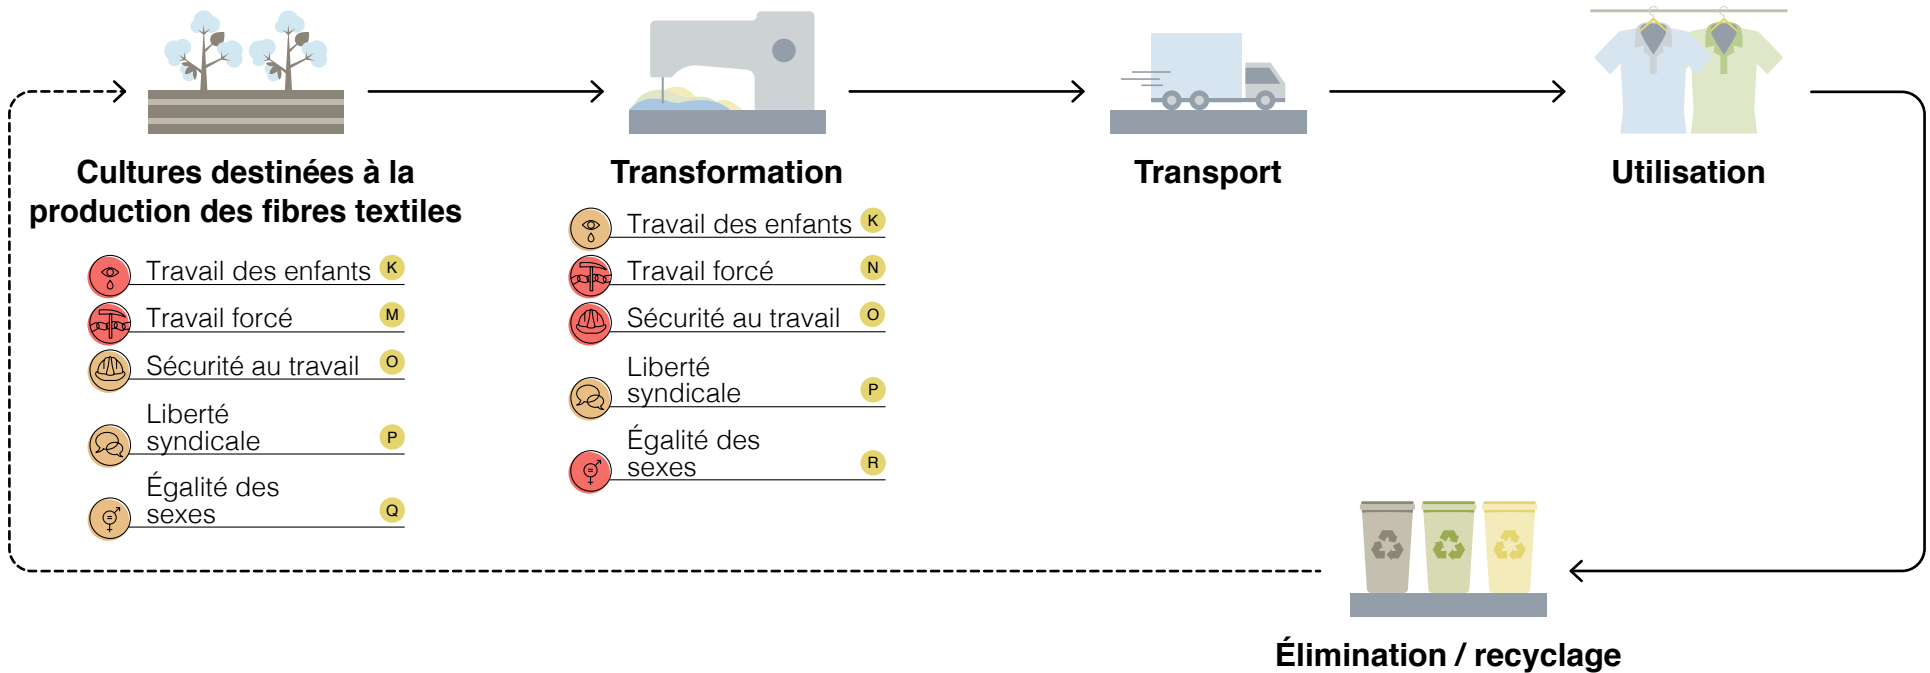 Cultures destinées à la
production des fibres textiles
Travail des enfants K
Travail forcé M
Sécurité au travail O
Liberté
syndicale P
Égalité des
sexes Q
Transformation
Travail des enfants K
Travail forcé N
Sécurité au travail O
Liberté
syndicale P
Égalité des
sexes R
Transport
Utilisation
Élimination / recyclage